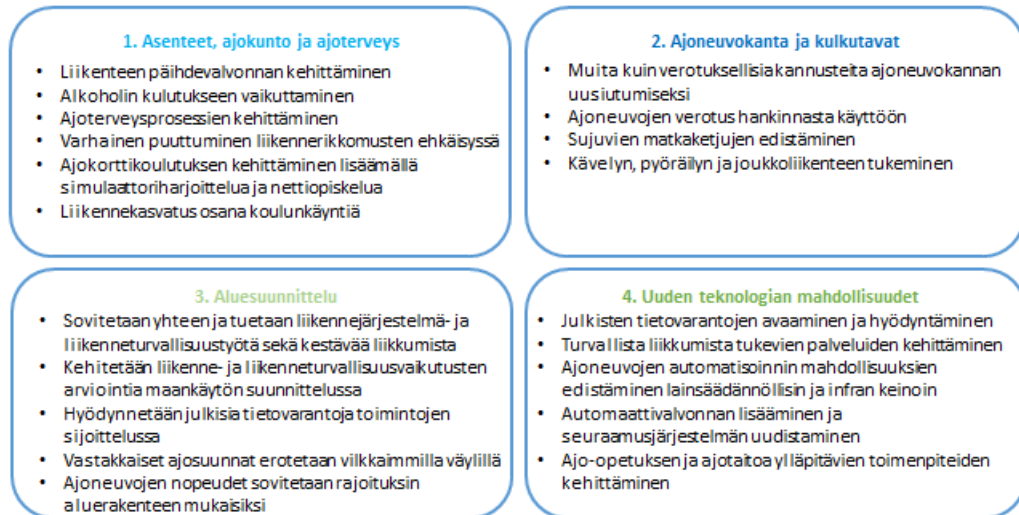 1. Asenteet, ajokunto ja ajoterveys
• Liikenteen päihdevalvonnan kehittäminen
• Alkoholin kulutukseen vaikuttaminen
• Ajoterveysprosessien kehittäminen
• Varhainen puuttuminen liikennerikkomusten ehkäisyssä
• Ajokorttikoulutuksen kehittäminen lisäämällä
simulaattoriharjoittelua ja nettiopiskelua
• Liikennekasvatus osana koulunkäyntiä
2. Ajoneuvokanta ja kulkutavat
• Muita kuin verotuksellisia kannusteita ajoneuvokannan
uusiutumiseksi
• Ajoneuvojen verotus hankinnasta käyttöön
• Sujuvien matkaketjujen edistäminen
• Kävelyn, pyöräilyn ja joukkoliikenteen tukeminen
3. Aluesuunnittelu
• Sovitetaan yhteen ja tuetaan liikennejärjestelmä- ja
liikenneturvallisuustyötä sekä kestävää liikkumista
• Kehitetään liikenne- ja liikenneturvallisuusvaikutusten
arviointia maankäytön suunnittelussa
• Hyödynnetään julkisia tietovarantoja toimintojen
sijoittelussa
• Vastakkaiset ajosuunnat erotetaan vilkkaimmilla väylillä
• Ajoneuvojen nopeudet sovitetaan rajoituksin
aluerakenteen mukaisiksi
4. Uuden teknologian mahdollisuudet
• Julkisten tietovarantojen avaaminen ja hyödyntäminen
• Turvallista liikkumista tukevien palveluiden kehittäminen
• Ajoneuvojen automatisoinnin mahdollisuuksien
edistäminen lainsäädännöllisin ja infran keinoin
• Automaattivalvonnan lisääminen ja
seuraamusjärjestelmän uudistaminen
• Ajo-opetuksen ja ajotaitoa ylläpitävien toimenpiteiden
kehittäminen